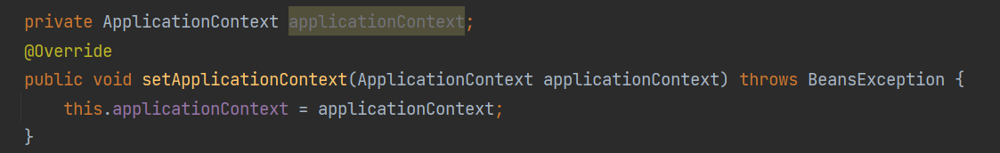 private ApplicationContext applicationContext;
@Override
public void setApplicationContext(ApplicationContext applicationContext) throws BeansException {
    this.applicationContext = applicationContext;
}